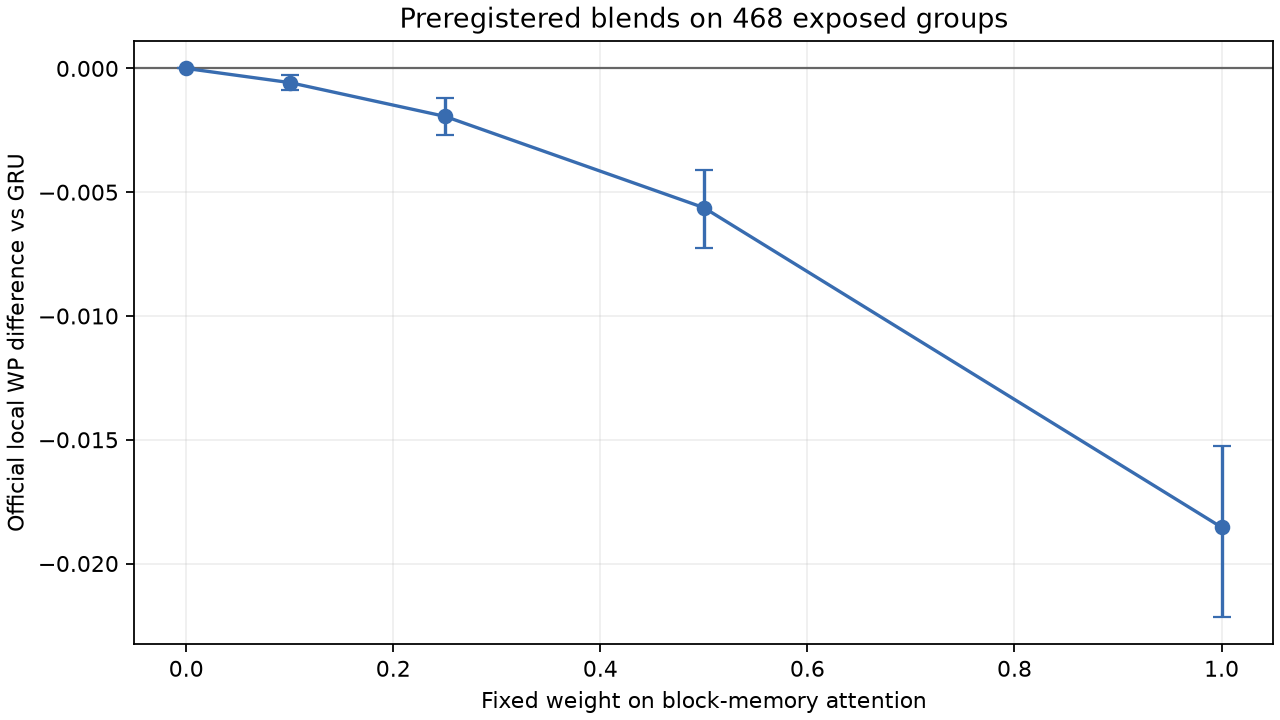 Preregistered blends on 468 exposed groups
Official local WP difference vs GRU
0.000
−0.005
−0.010
−0.015
−0.020
0.0 0.2 0.4 0.6 0.8 1.0
Fixed weight on block-memory attention